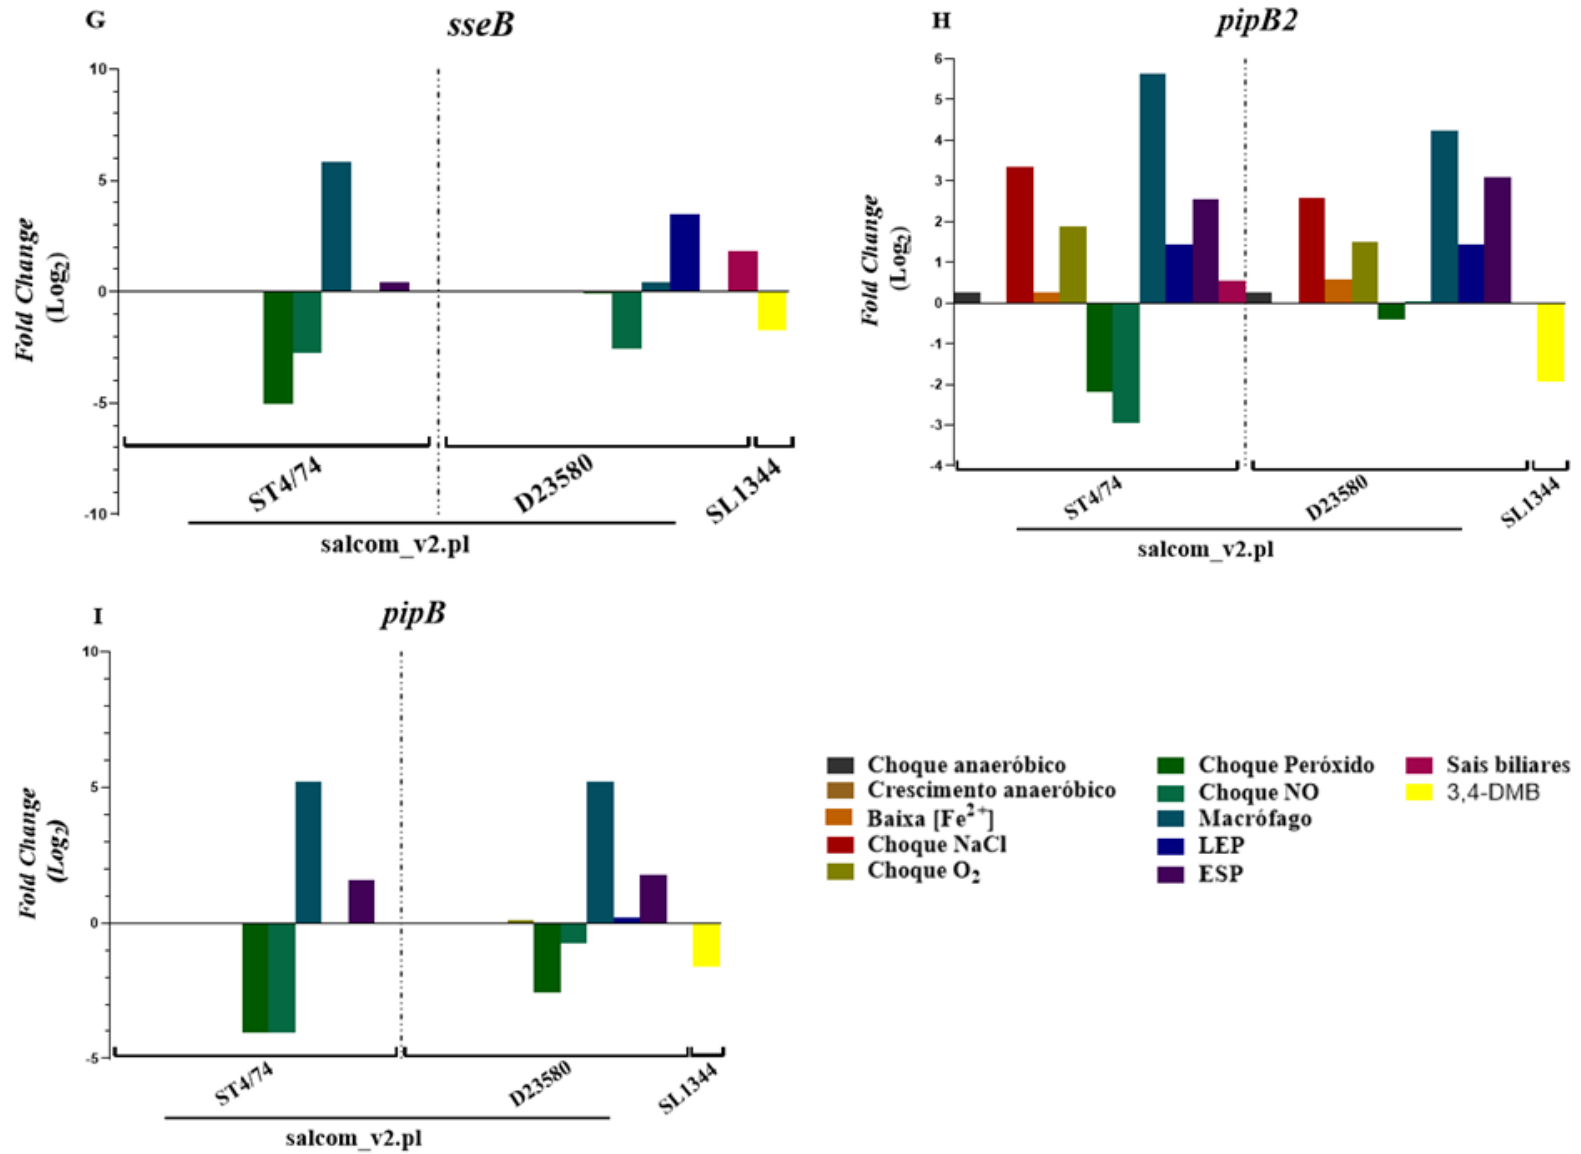 G
sseB
10
5
0
-5
-10
Fold Change
(Log2)
ST4/74
D23580
SL1344
salcom_v2.pl
H
pipB2
6
5
4
3
2
1
0
-1
-2
-3
-4
Fold Change
(Log2)
ST4/74
D23580
SL1344
salcom_v2.pl
I
pipB
10
5
0
-5
Fold Change
(Log2)
ST4/74
D23580
SL1344
salcom_v2.pl
Choque anaeróbico
Crescimento anaeróbico
Baixa [Fe2+]
Choque NaCl
Choque O2
Choque Peróxido
Choque NO
Macrófago
LEP
ESP
Sais biliares
3,4-DMB